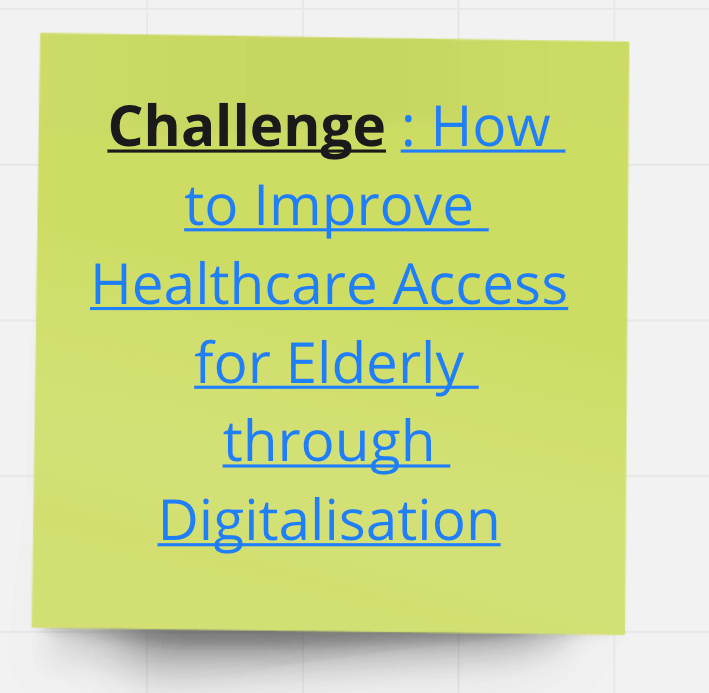 Challenge : How
to Improve
Healthcare Access
for Elderly
through
Digitalisation